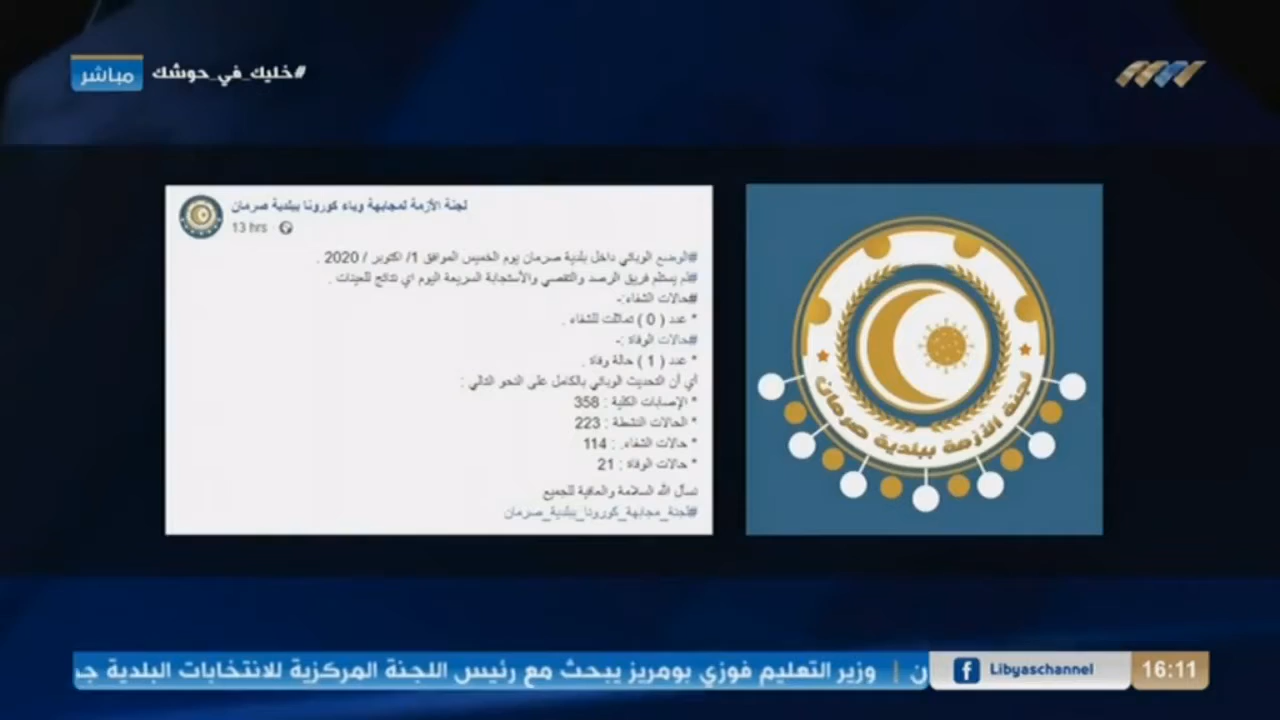 #خليك_في_حوشك
مباشر
لجنة الأزمة لمجابهة وباء كورونا ببلدية صرمان
13 hrs
#الوضع الوبائي داخل بلدية صرمان يوم الخميس الموافق 1/ اكتوبر / 2020 .
#لم يستلم فريق الرصد والتقصي والأستجابة السريعة اليوم اي نتائج للعينات .
#حالات الشفاء:-
* عدد ( 0 ) تماثلت للشفاء .
#حالات الوفاة :-
* عدد ( 1 ) حالة وفاة .
أي أن التحديث الوبائي بالكامل على النحو التالي :
* الإصابات الكلية : 358
* الحالات النشطة : 223
* حالات الشفاء. : 114
* حالات الوفاة : 21
نسأل الله السلامة والعافية للجميع
#لجنة_مجابهة_كورونا_ببلدية_صرمان
لجنة الأزمة ببلدية صرمان
ن | وزير التعليم فوزي بومريز يبحث مع رئيس اللجنة المركزية للانتخابات البلدية
Libyaschannel
16:11